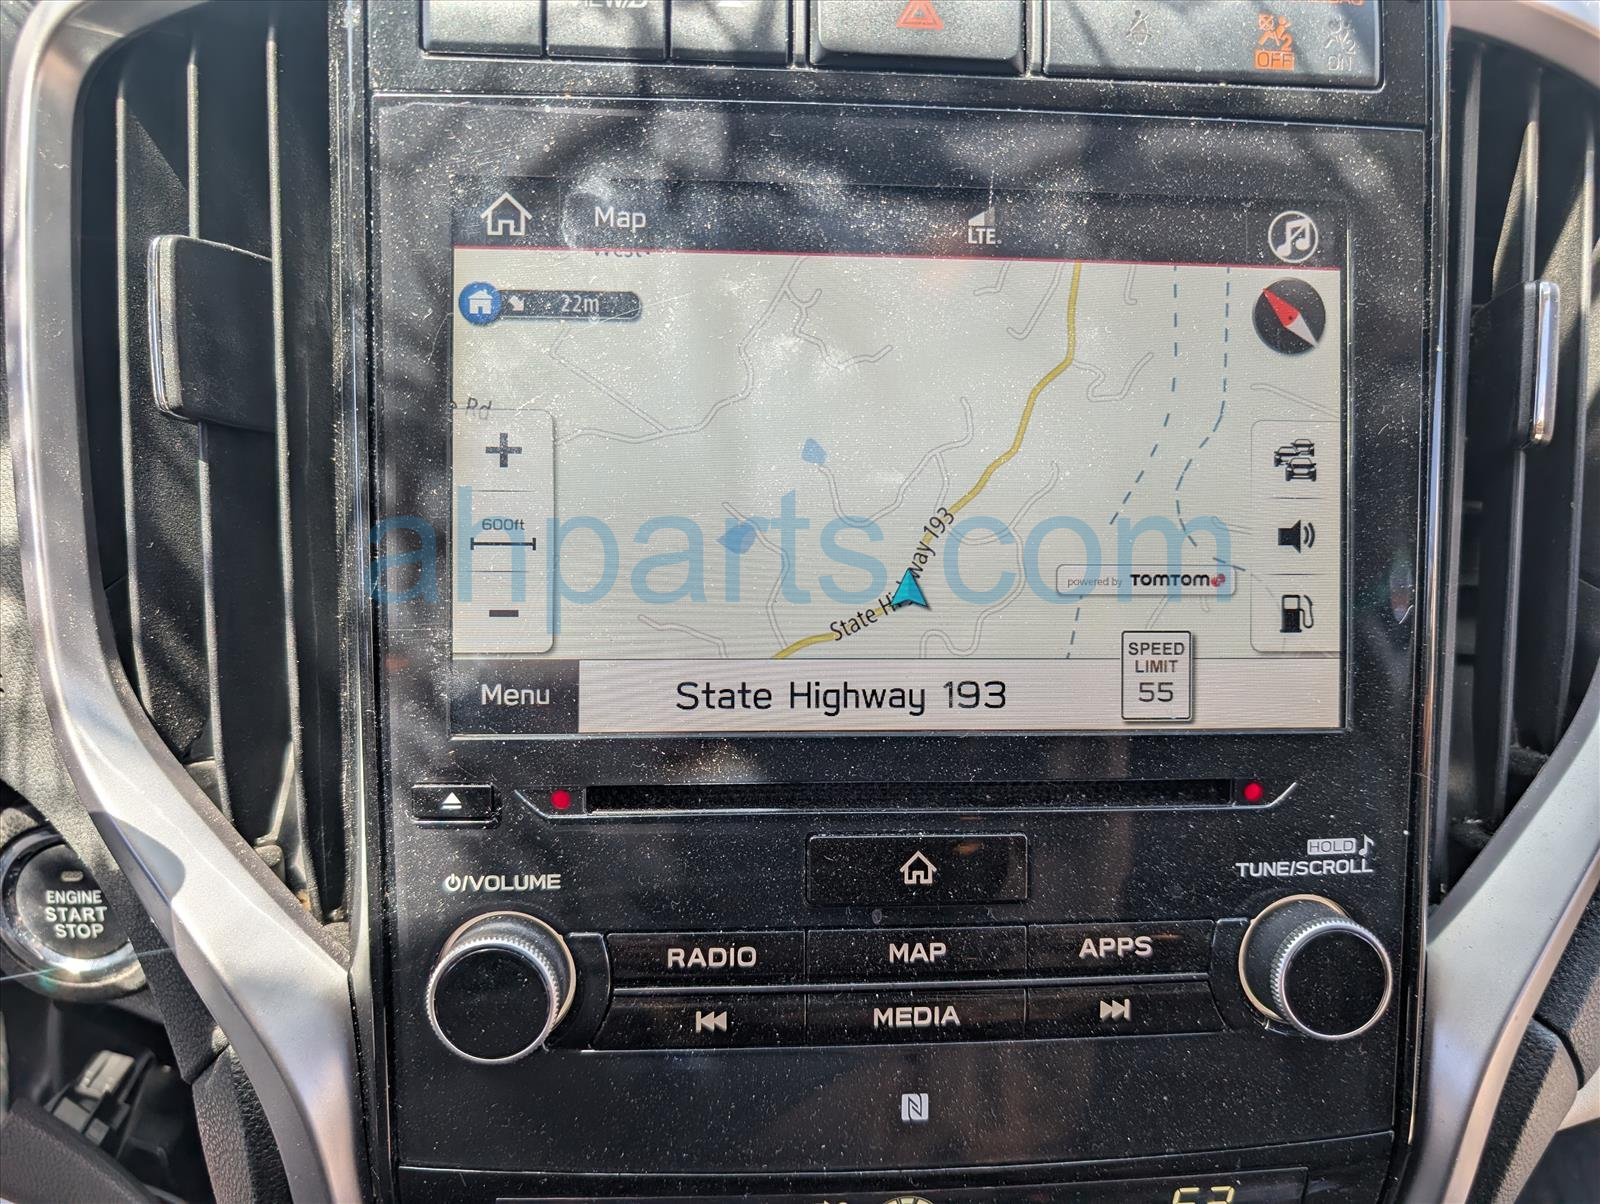 OFF
ON
Map
LTE
22m
Rd
+
600ft
-
State Highway 193
powered by TOMTOM
SPEED
LIMIT
55
Menu
State Highway 193
ahparts.com
ENGINE
START
STOP
/VOLUME
HOLD
TUNE/SCROLL
RADIO
MAP
APPS
MEDIA
N